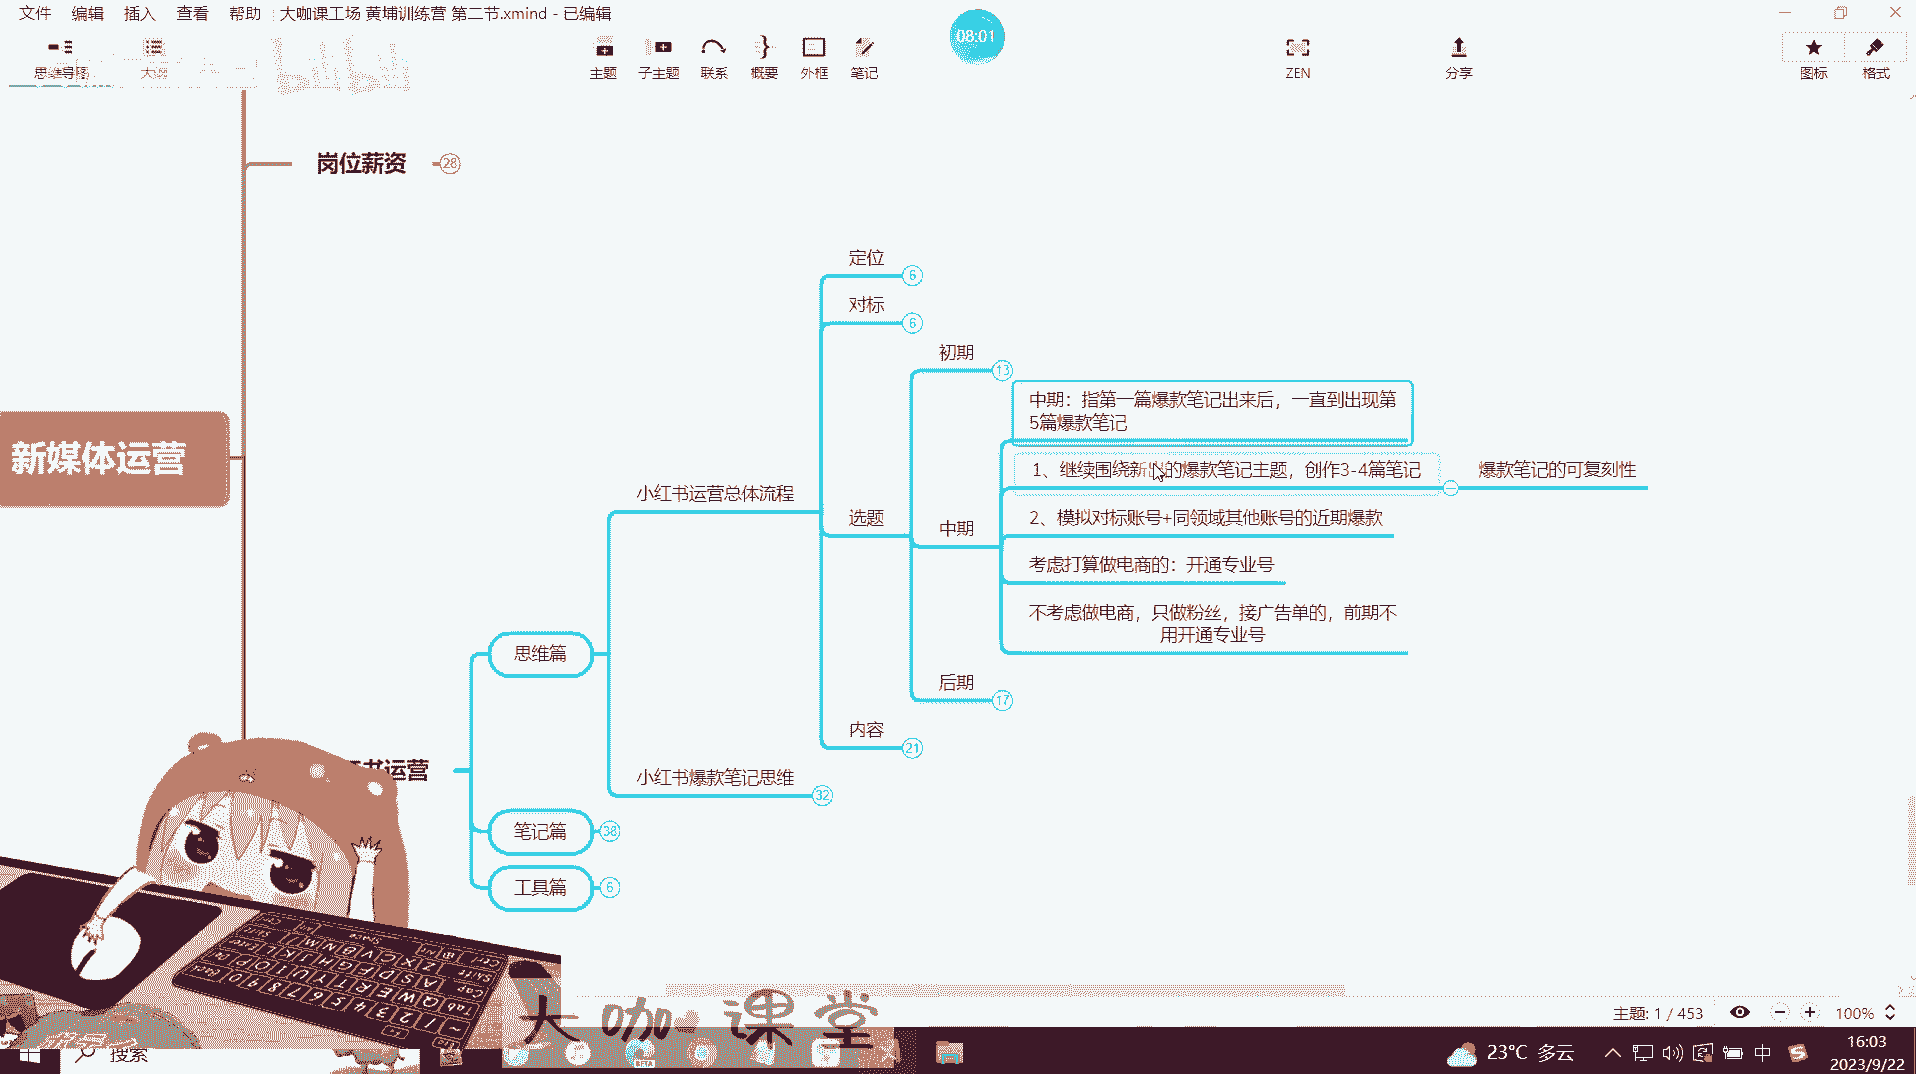 文件 编辑 插入 查看 帮助 大咖课工场 黄埔训练营 第二节.xmind - 已编辑
08:01
思维导图 大纲 主题 子主题 联系 概要 外框 笔记 ZEN 分享 图标 格式
岗位薪资 28
定位 6
对标 6
初期 13
中期：指第一篇爆款笔记出来后，一直到出现第
5篇爆款笔记
新媒体运营
1、继续围绕新出的爆款笔记主题，创作3-4篇笔记 爆款笔记的可复刻性
小红书运营总体流程
选题
中期
2、模拟对标账号+同领域其他账号的近期爆款
考虑打算做电商的：开通专业号
不考虑做电商，只做粉丝，接广告单的，前期不
用开通专业号
思维篇
后期 17
内容 21
书运营
小红书爆款笔记思维 32
笔记篇 38
工具篇 6
大咖课堂
主题: 1 / 453 100%
搜索
BETA
23°C 多云 中
16:03
2023/9/22